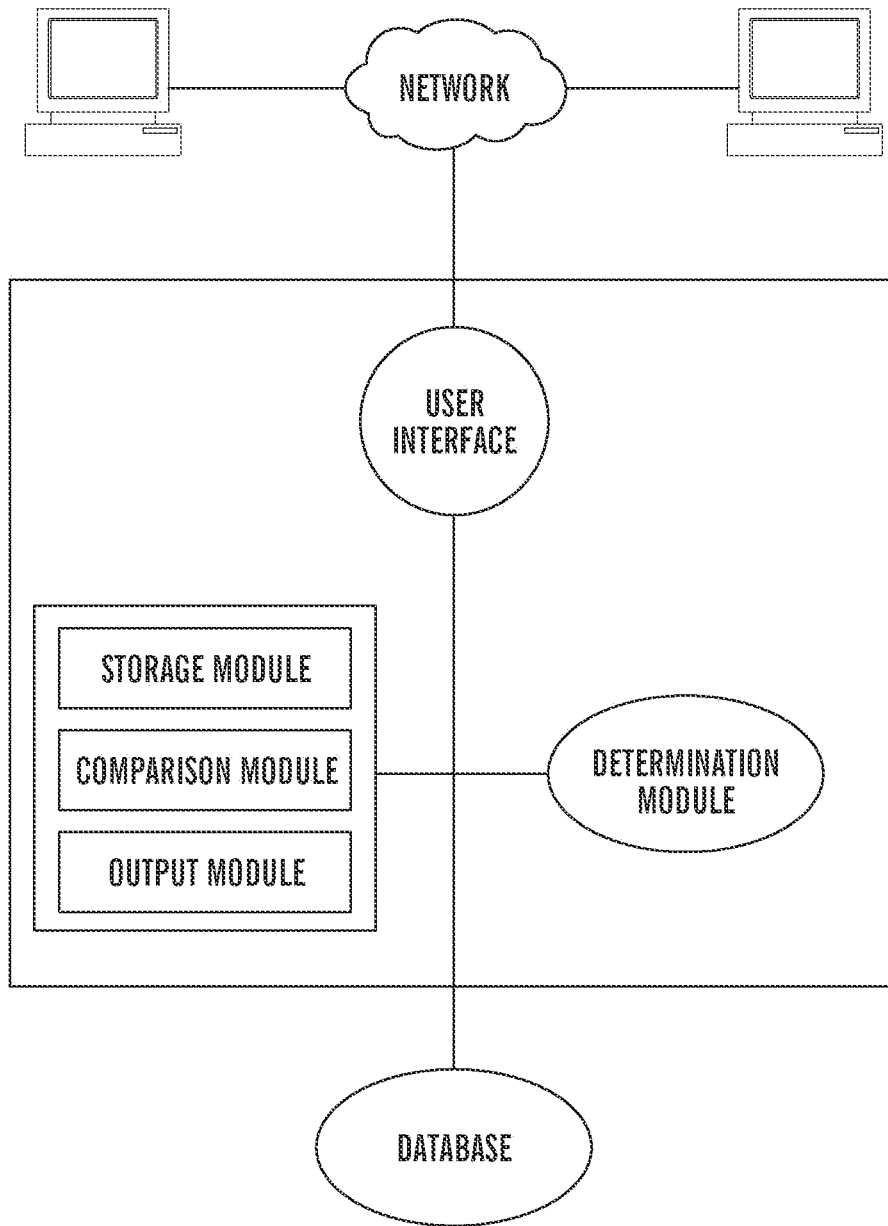 NETWORK
USER
INTERFACE
STORAGE MODULE
COMPARISON MODULE
OUTPUT MODULE
DETERMINATION
MODULE
DATABASE